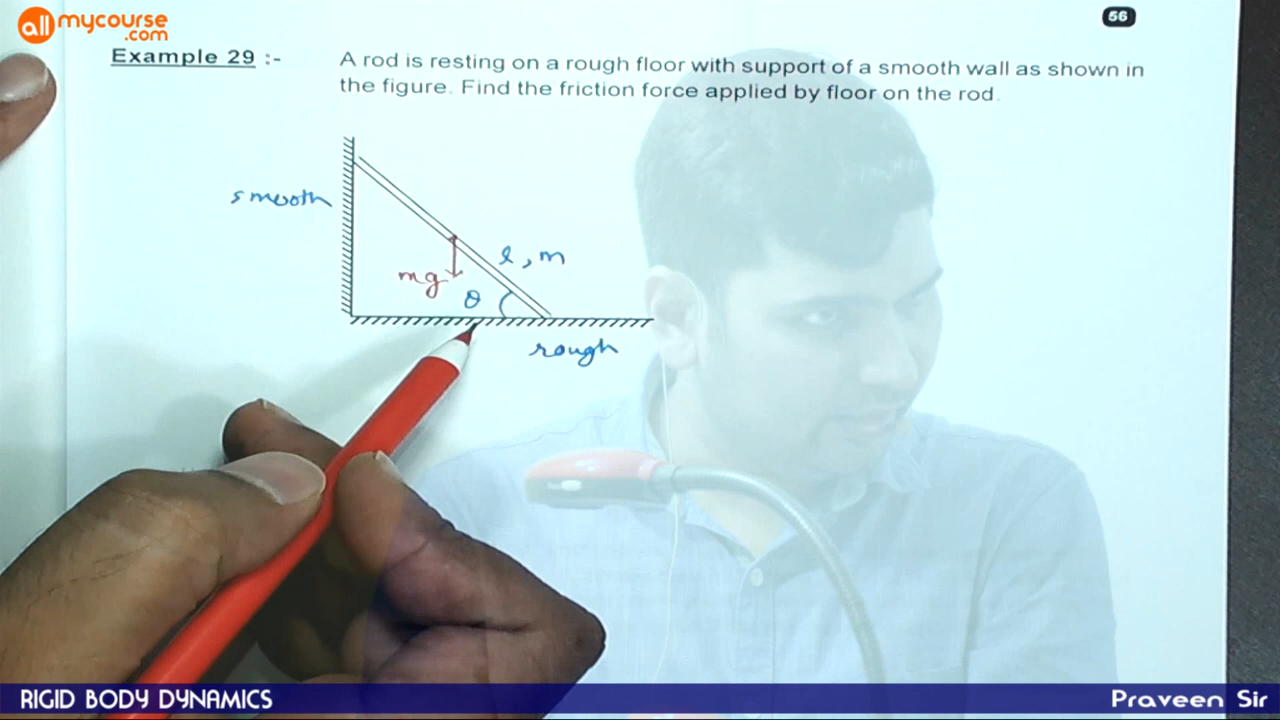 all mycourse
.com
56
Example 29 :- A rod is resting on a rough floor with support of a smooth wall as shown in
the figure. Find the friction force applied by floor on the rod.
smooth
l, m
mg
θ
rough
RIGID BODY DYNAMICS
Praveen Sir